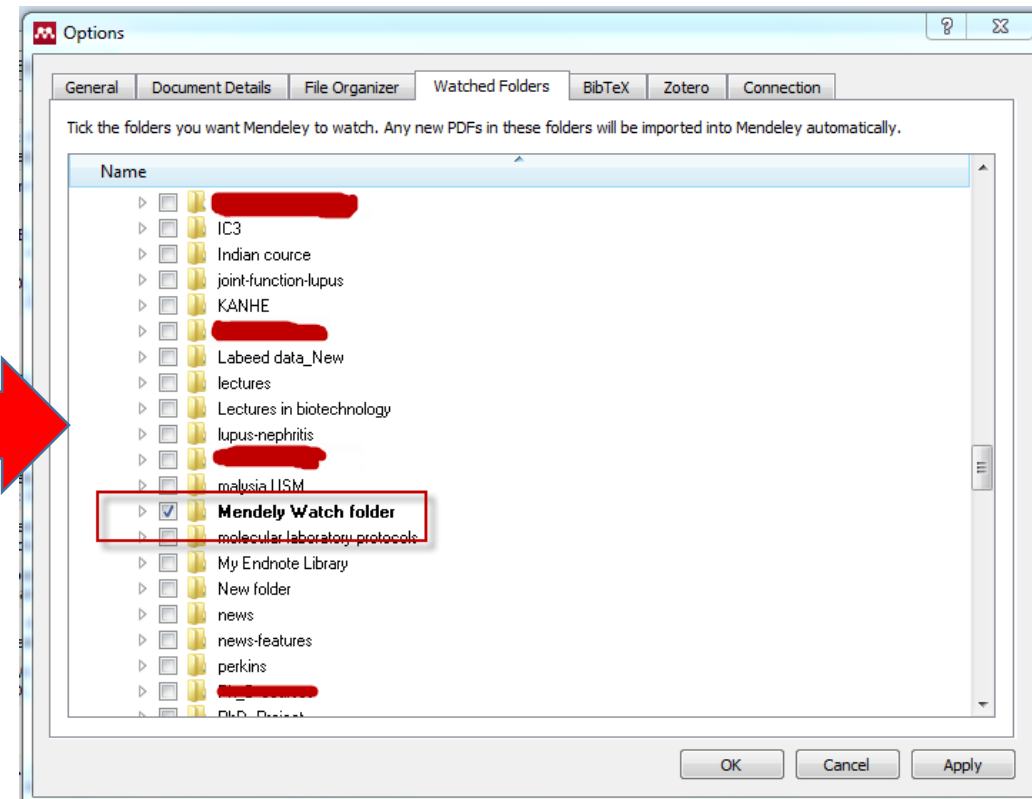 Options
General Document Details File Organizer Watched Folders BibTeX Zotero Connection
Tick the folders you want Mendeley to watch. Any new PDFs in these folders will be imported into Mendeley automatically.
Name
IC3
Indian cource
joint-function-lupus
KANHE
Labeed data_New
lectures
Lectures in biotechnology
lupus-nephritis
malysia USM
Mendely Watch folder
molecular laboratory protocols
My Endnote Library
New folder
news
news-features
perkins
PhD_Project
OK Cancel Apply